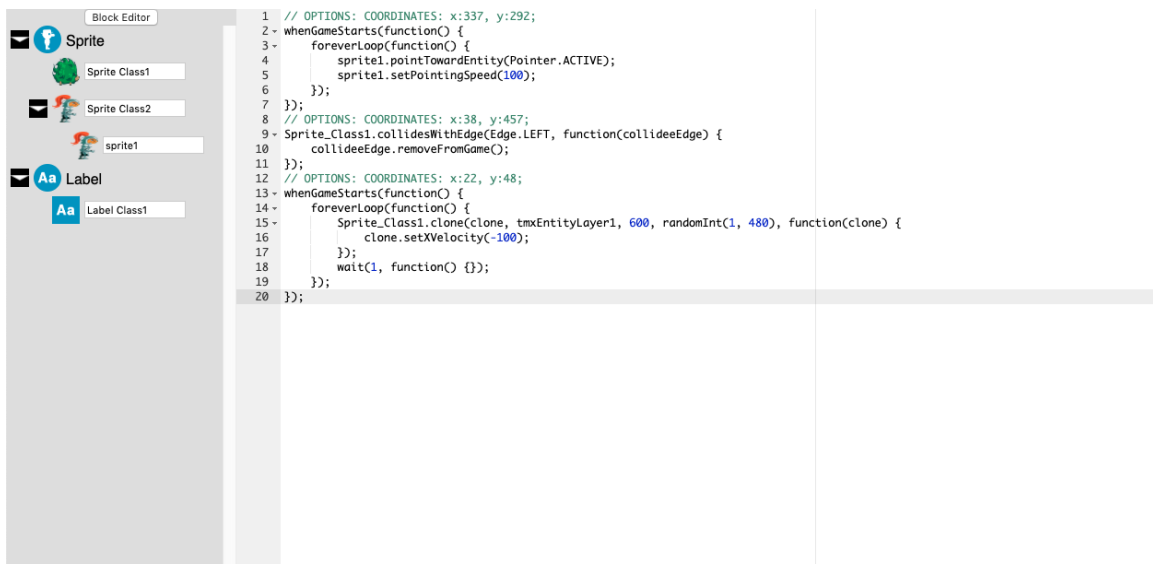 Block Editor
Sprite
Sprite Class1
Sprite Class2
sprite1
Aa Label
Aa Label Class1
1 // OPTIONS: COORDINATES: x:337, y:292;
2 whenGameStarts(function() {
3 foreverLoop(function() {
4 sprite1.pointTowardEntity(Pointer.ACTIVE);
5 sprite1.setPointingSpeed(100);
6 });
7 });
8 // OPTIONS: COORDINATES: x:38, y:457;
9 Sprite_Class1.collidesWithEdge(Edge.LEFT, function(collideeEdge) {
10 collideeEdge.removeFromGame();
11 });
12 // OPTIONS: COORDINATES: x:22, y:48;
13 whenGameStarts(function() {
14 foreverLoop(function() {
15 Sprite_Class1.clone(clone, tmxEntityLayer1, 600, randomInt(1, 480), function(clone) {
16 clone.setXVelocity(-100);
17 });
18 wait(1, function() {});
19 });
20 });